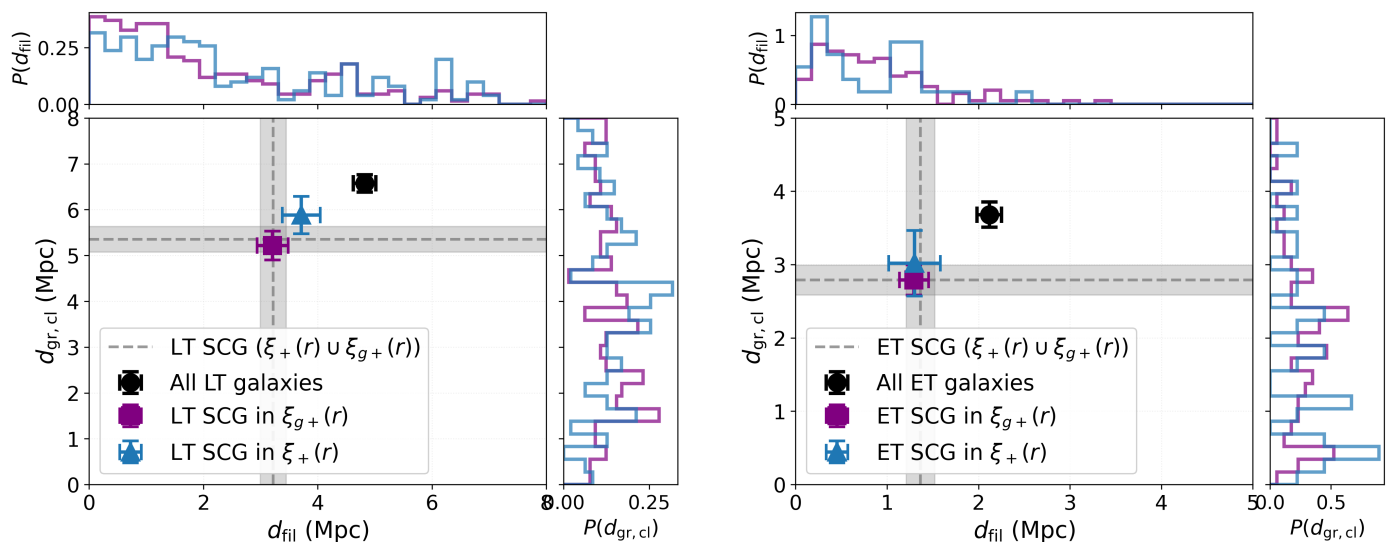 P(d_fil)
0.25
0.00
P(d_fil)
1
0
8
7
6
5
4
3
2
1
0
d_gr, cl (Mpc)
LT SCG (ξ₊(r) ∪ ξ_g₊(r))
All LT galaxies
LT SCG in ξ_g₊(r)
LT SCG in ξ₊(r)
0 2 4 6 8
d_fil (Mpc)
0.00 0.25
P(d_gr, cl)
5
4
3
2
1
0
d_gr, cl (Mpc)
ET SCG (ξ₊(r) ∪ ξ_g₊(r))
All ET galaxies
ET SCG in ξ_g₊(r)
ET SCG in ξ₊(r)
0 1 2 3 4 5
d_fil (Mpc)
0.0 0.5
P(d_gr, cl)